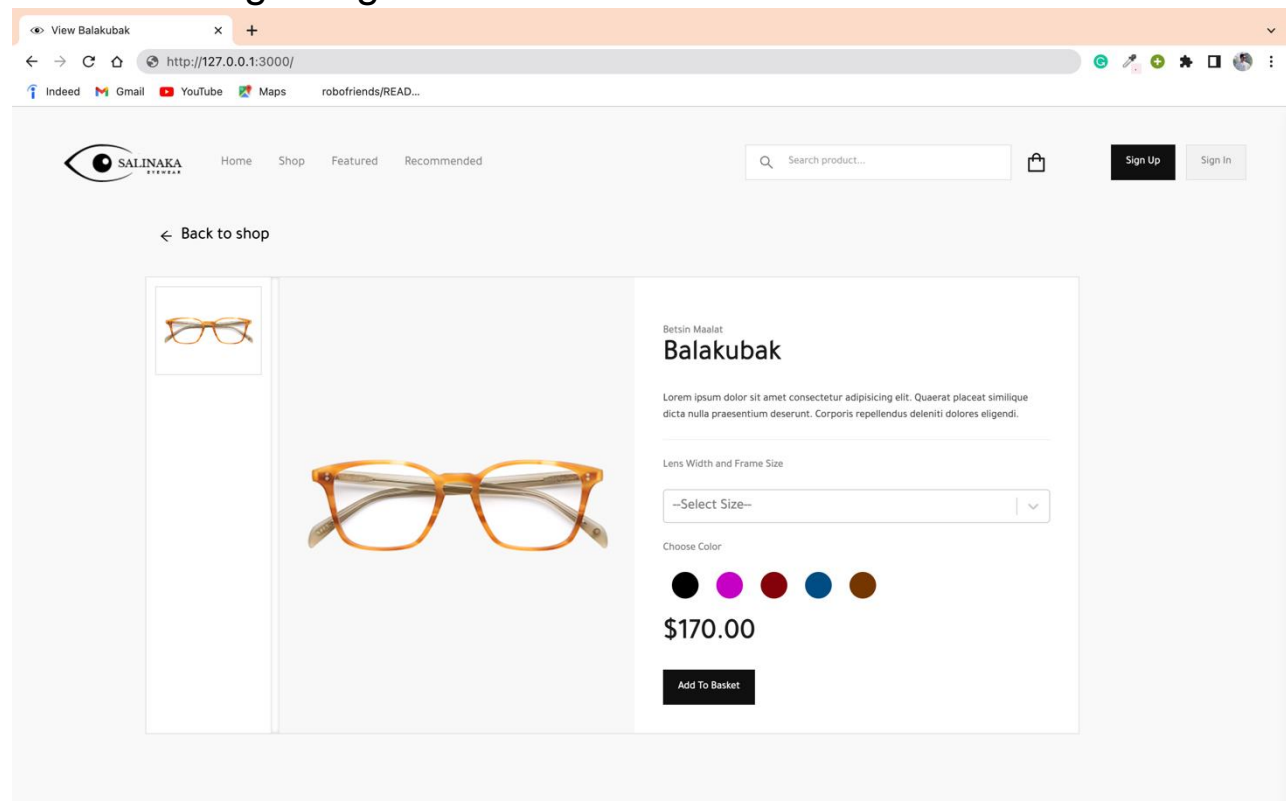 View Balakubak
http://127.0.0.1:3000/
Indeed Gmail YouTube Maps robofriends/READ...
SALINAKA
EYEWEAR
Home Shop Featured Recommended
Search product...
Sign Up Sign In
Back to shop
Betsin Maalat
Balakubak
Lorem ipsum dolor sit amet consectetur adipisicing elit. Quaerat placeat similique
dicta nulla praesentium deserunt. Corporis repellendus deleniti dolores eligendi.
Lens Width and Frame Size
--Select Size--
Choose Color
$170.00
Add To Basket